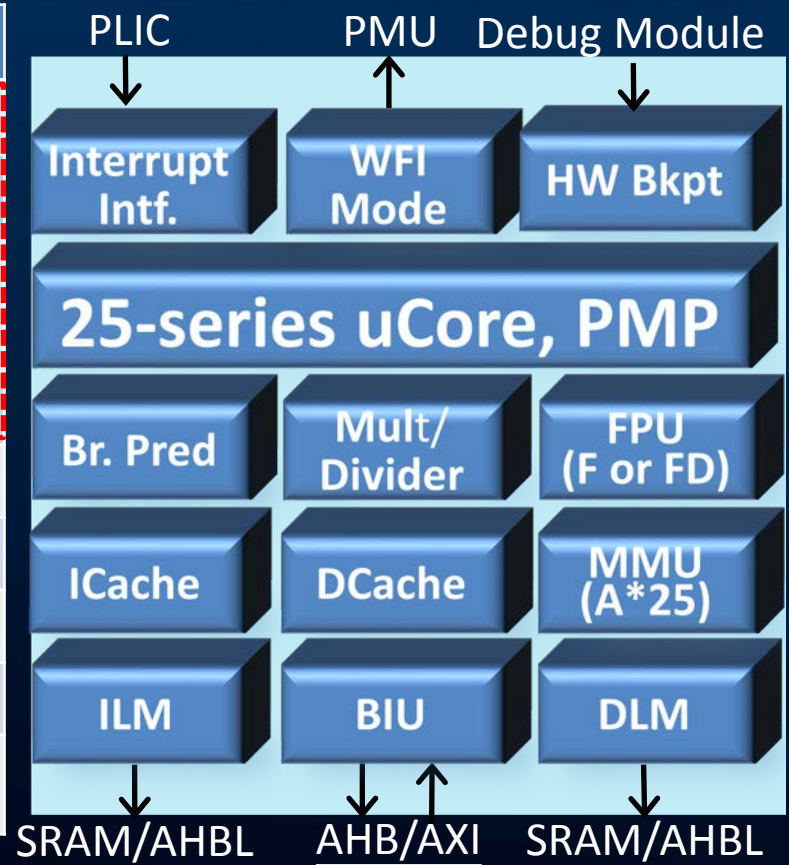 PLIC PMU Debug Module
Interrupt
Intf.
WFI
Mode
HW Bkpt
25-series uCore, PMP
Br. Pred
Mult/
Divider
FPU
(F or FD)
ICache
DCache
MMU
(A*25)
ILM
BIU
DLM
SRAM/AHBL AHB/AXI SRAM/AHBL